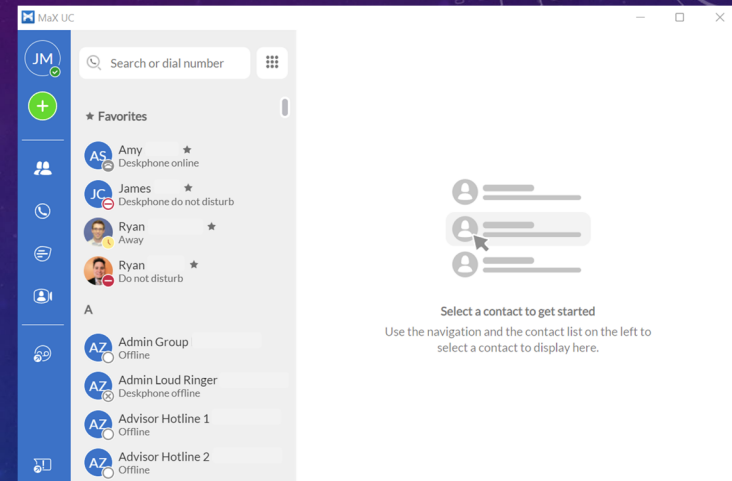 MaX UC
JM
Search or dial number
Favorites
AS
Amy
Deskphone online
JC
James
Deskphone do not disturb
Ryan
Away
Ryan
Do not disturb
A
AZ
Admin Group
Offline
AZ
Admin Loud Ringer
Deskphone offline
AZ
Advisor Hotline 1
Offline
AZ
Advisor Hotline 2
Offline
Select a contact to get started
Use the navigation and the contact list on the left to
select a contact to display here.